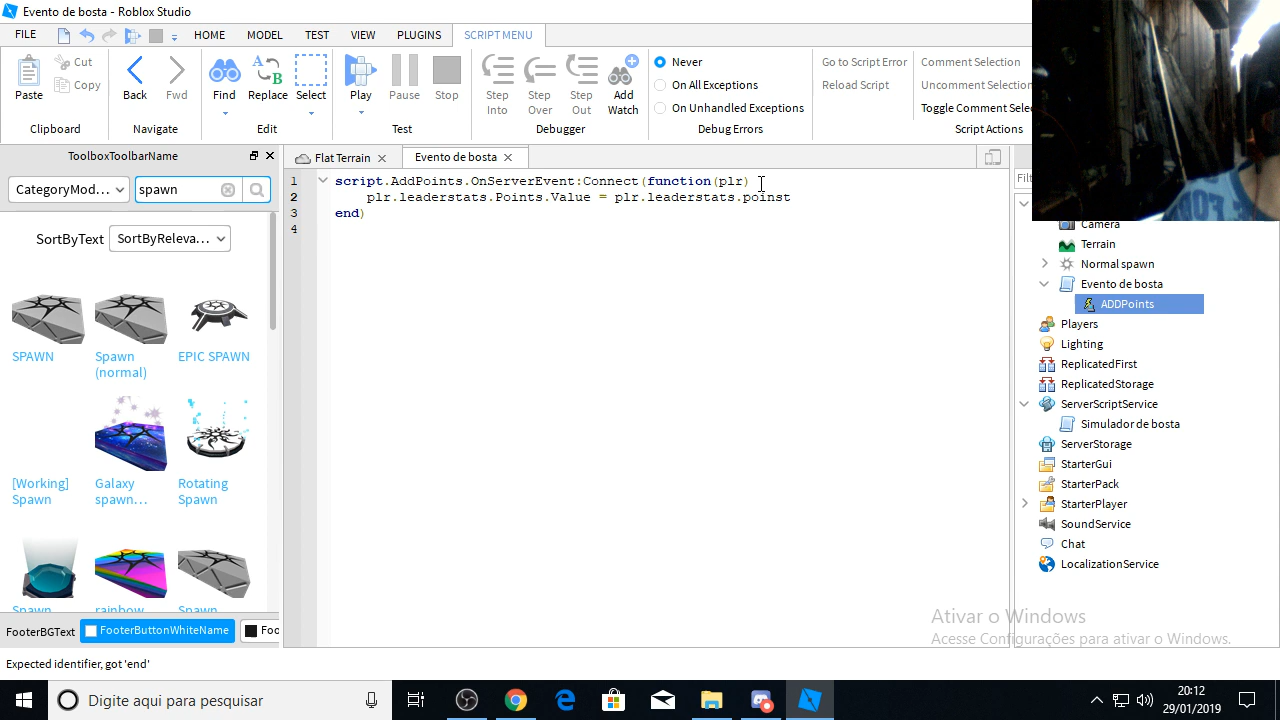 Evento de bosta - Roblox Studio
FILE HOME MODEL TEST VIEW PLUGINS SCRIPT MENU
Paste Cut Copy Back Fwd Find Replace Select Play Pause Stop Step Into Step Over Step Out Add Watch
Never
On All Exceptions
On Unhandled Exceptions
Go to Script Error
Reload Script
Comment Selection
Uncomment Selection
Toggle Comment Selec
Clipboard Navigate Edit Test Debugger Debug Errors Script Actions
ToolboxToolbarName
CategoryMod... spawn
SortByText SortByReleva...
SPAWN
Spawn (normal)
EPIC SPAWN
[Working] Spawn
Galaxy spawn...
Rotating Spawn
Spawn
rainbow
Spawn
FooterBGText FooterButtonWhiteName Foo
Flat Terrain Evento de bosta
1 script.AddPoints.OnServerEvent:Connect(function(plr)
2 plr.leaderstats.Points.Value = plr.leaderstats.poinst
3 end)
4
Filt
Camera
Terrain
Normal spawn
Evento de bosta
ADDPoints
Players
Lighting
ReplicatedFirst
ReplicatedStorage
ServerScriptService
Simulador de bosta
ServerStorage
StarterGui
StarterPack
StarterPlayer
SoundService
Chat
LocalizationService
Ativar o Windows
Acesse Configurações para ativar o Windows.
Expected identifier, got 'end'
Digite aqui para pesquisar
20:12
29/01/2019